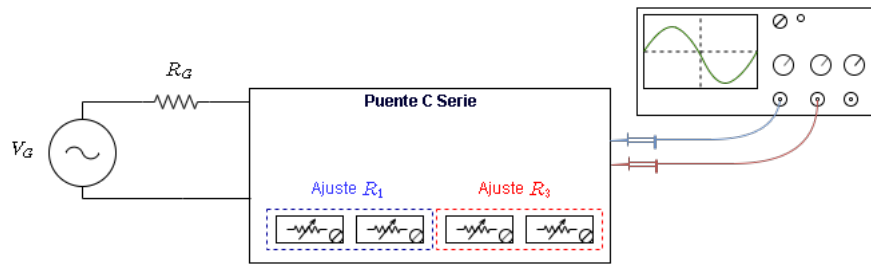 R_G
Puente C Serie
V_G
Ajuste R_1
Ajuste R_3